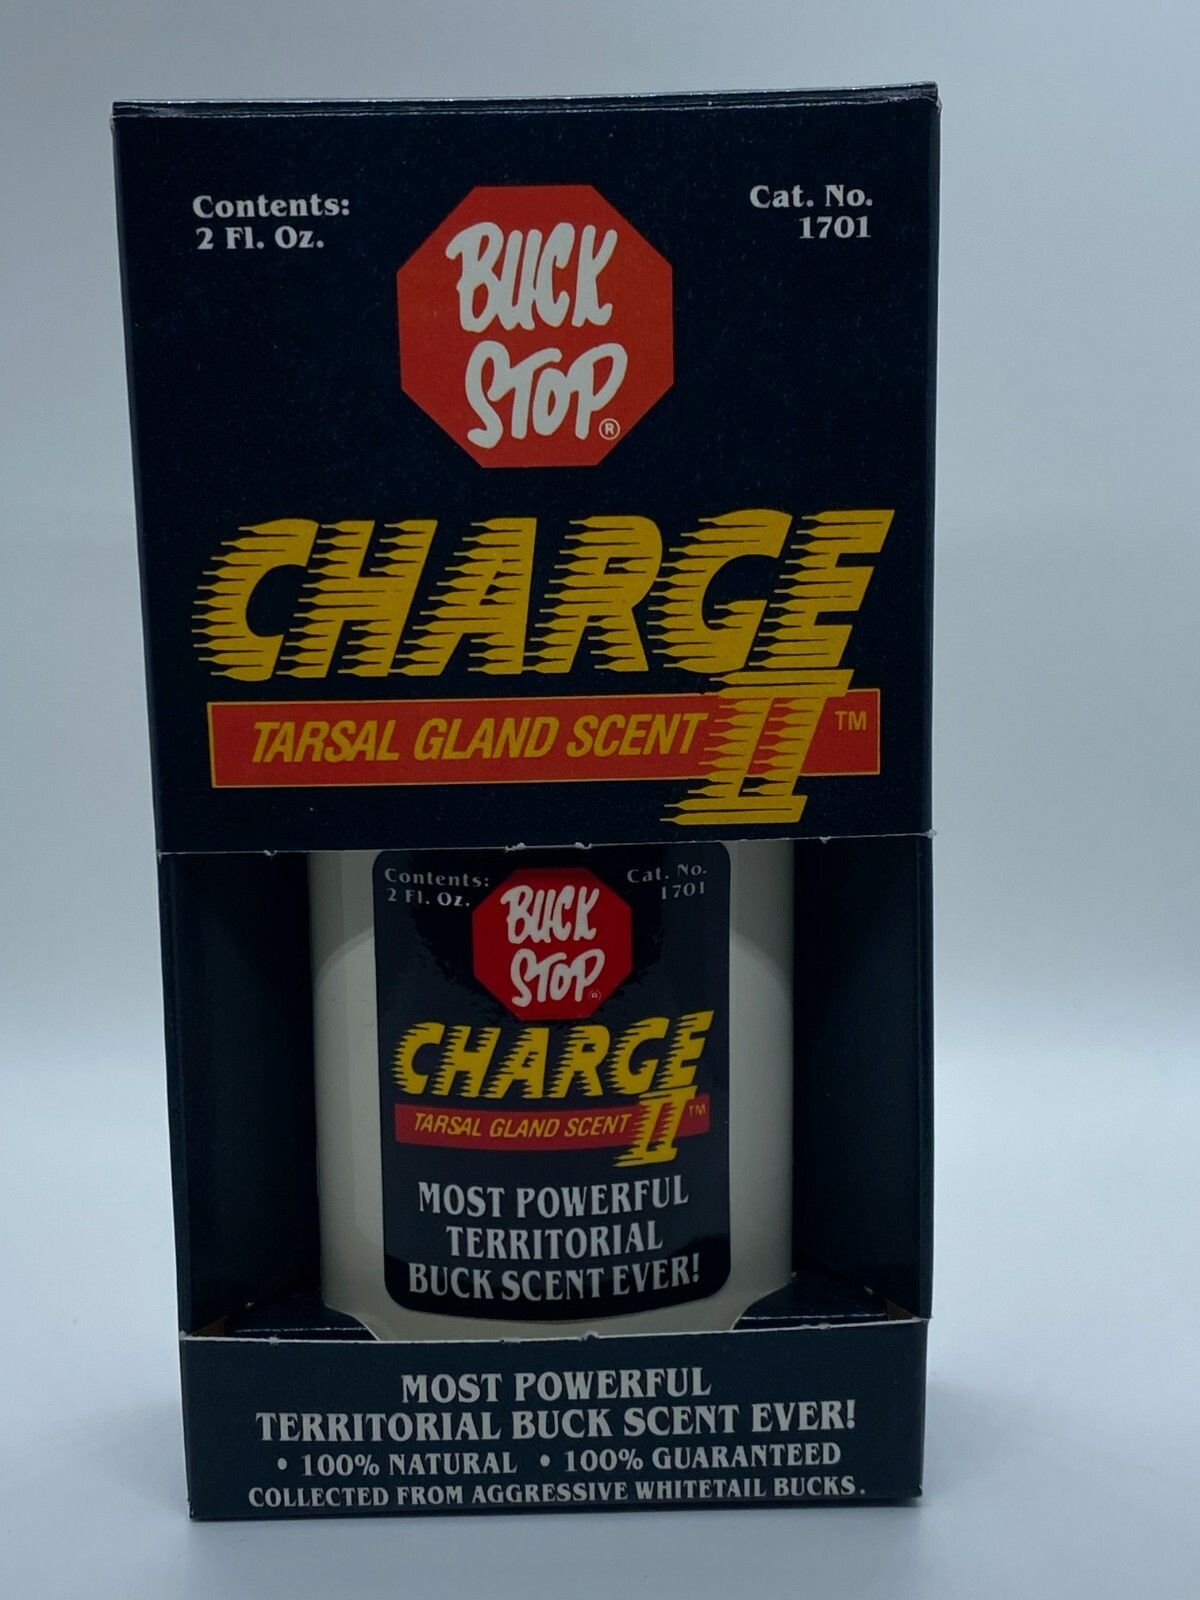 Contents:
2 Fl. Oz.
Cat. No.
1701
BUCK
STOP®
CHARGE
II
TARSAL GLAND SCENT
TM
Contents:
2 Fl. Oz.
Cat. No.
1701
BUCK
STOP®
CHARGE
II
TARSAL GLAND SCENT
TM
MOST POWERFUL
TERRITORIAL
BUCK SCENT EVER!
MOST POWERFUL
TERRITORIAL BUCK SCENT EVER!
• 100% NATURAL • 100% GUARANTEED
COLLECTED FROM AGGRESSIVE WHITETAIL BUCKS.